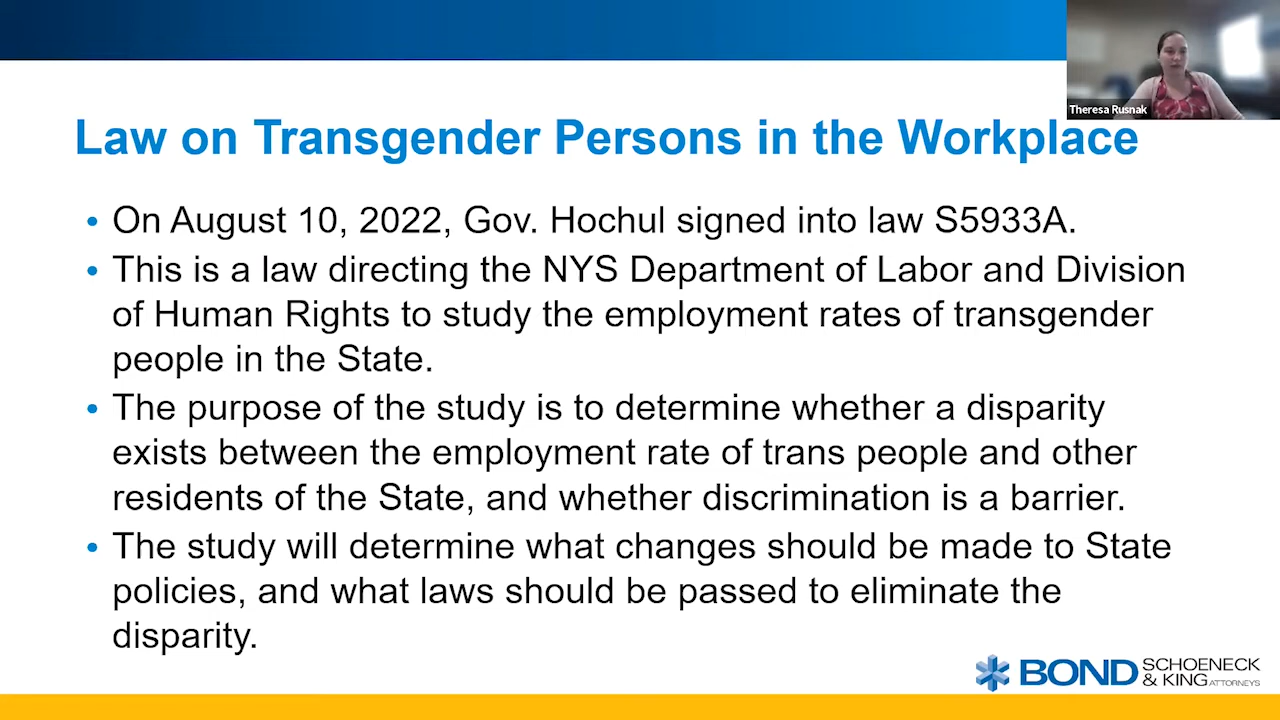 Theresa Rusnak
Law on Transgender Persons in the Workplace
• On August 10, 2022, Gov. Hochul signed into law S5933A.
• This is a law directing the NYS Department of Labor and Division
of Human Rights to study the employment rates of transgender
people in the State.
• The purpose of the study is to determine whether a disparity
exists between the employment rate of trans people and other
residents of the State, and whether discrimination is a barrier.
• The study will determine what changes should be made to State
policies, and what laws should be passed to eliminate the
disparity.
BOND SCHOENECK
& KING ATTORNEYS